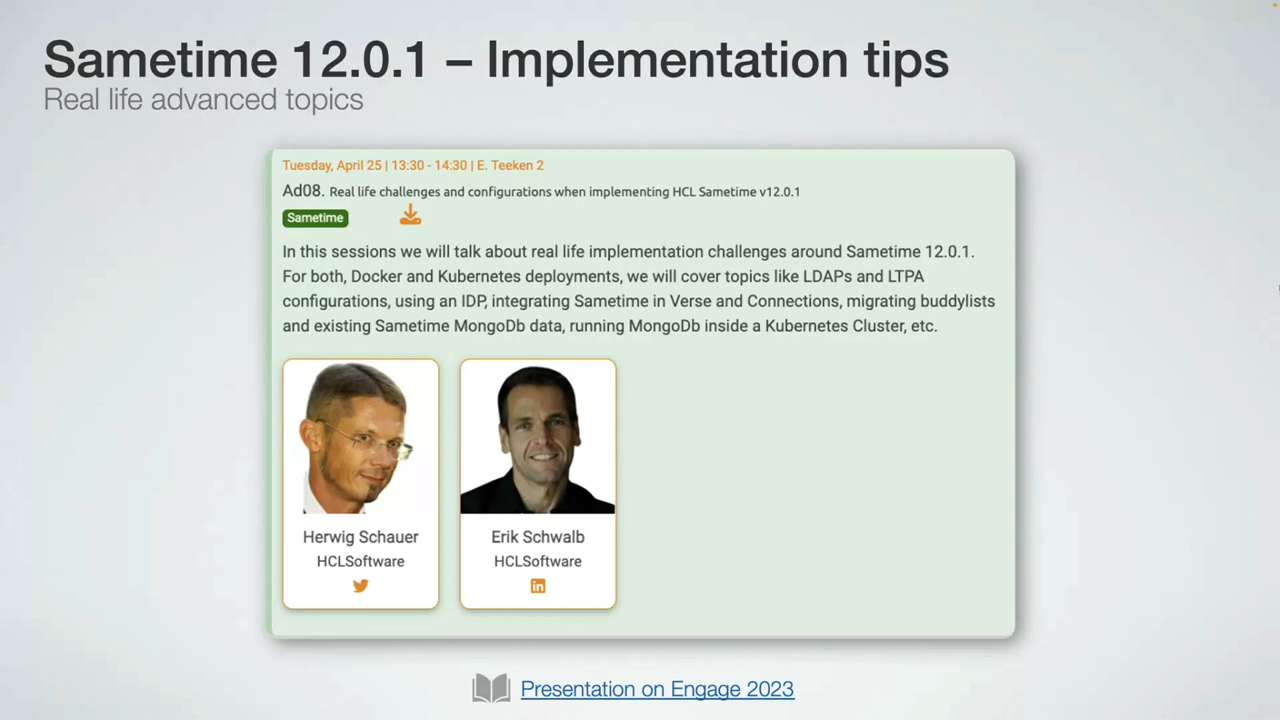 Sametime 12.0.1 – Implementation tips
Real life advanced topics
Tuesday, April 25 | 13:30 - 14:30 | E. Teeken 2
Ad08. Real life challenges and configurations when implementing HCL Sametime v12.0.1
Sametime
In this sessions we will talk about real life implementation challenges around Sametime 12.0.1.
For both, Docker and Kubernetes deployments, we will cover topics like LDAPs and LTPA
configurations, using an IDP, integrating Sametime in Verse and Connections, migrating buddylists
and existing Sametime MongoDb data, running MongoDb inside a Kubernetes Cluster, etc.
Herwig Schauer
HCLSoftware
Erik Schwalb
HCLSoftware
in
Presentation on Engage 2023